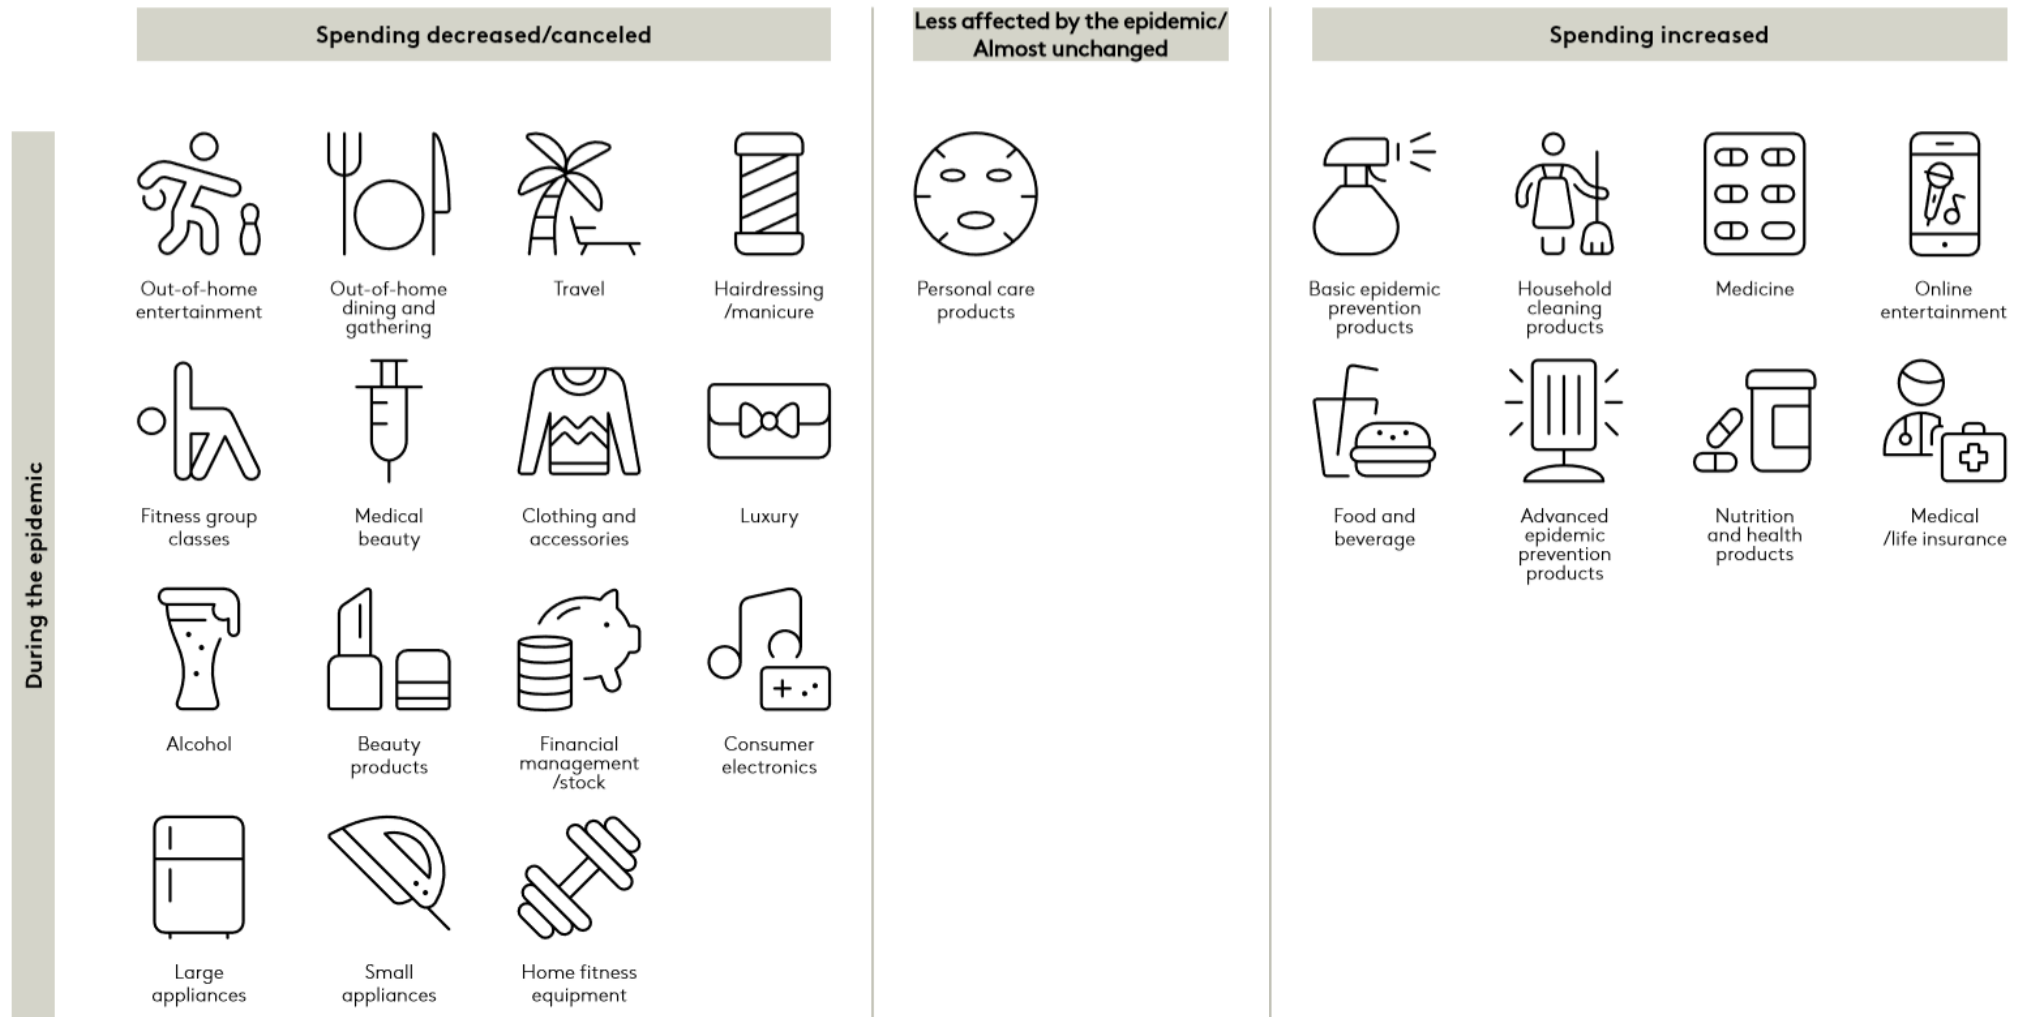 Spending decreased/canceled
Less affected by the epidemic/
Almost unchanged
Spending increased
During the epidemic
Out-of-home
entertainment
Out-of-home
dining and
gathering
Travel
Hairdressing
/manicure
Personal care
products
Basic epidemic
prevention
products
Household
cleaning
products
Medicine
Online
entertainment
Fitness group
classes
Medical
beauty
Clothing and
accessories
Luxury
Food and
beverage
Advanced
epidemic
prevention
products
Nutrition
and health
products
Medical
/life insurance
Alcohol
Beauty
products
Financial
management
/stock
Consumer
electronics
Large
appliances
Small
appliances
Home fitness
equipment